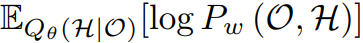 𝔼_{Q_θ(ℋ|𝒪)}[log P_w (𝒪, ℋ)]